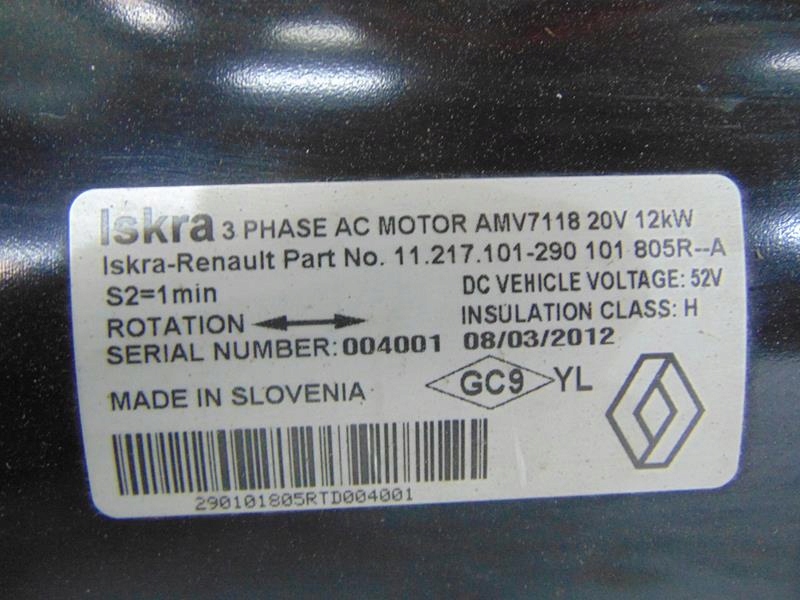 Iskra 3 PHASE AC MOTOR AMV7118 20V 12kW
Iskra-Renault Part No. 11.217.101-290 101 805R--A
S2=1min DC VEHICLE VOLTAGE: 52V
ROTATION INSULATION CLASS: H
SERIAL NUMBER: 004001 08/03/2012
MADE IN SLOVENIA GC9 YL
290101805RTD004001